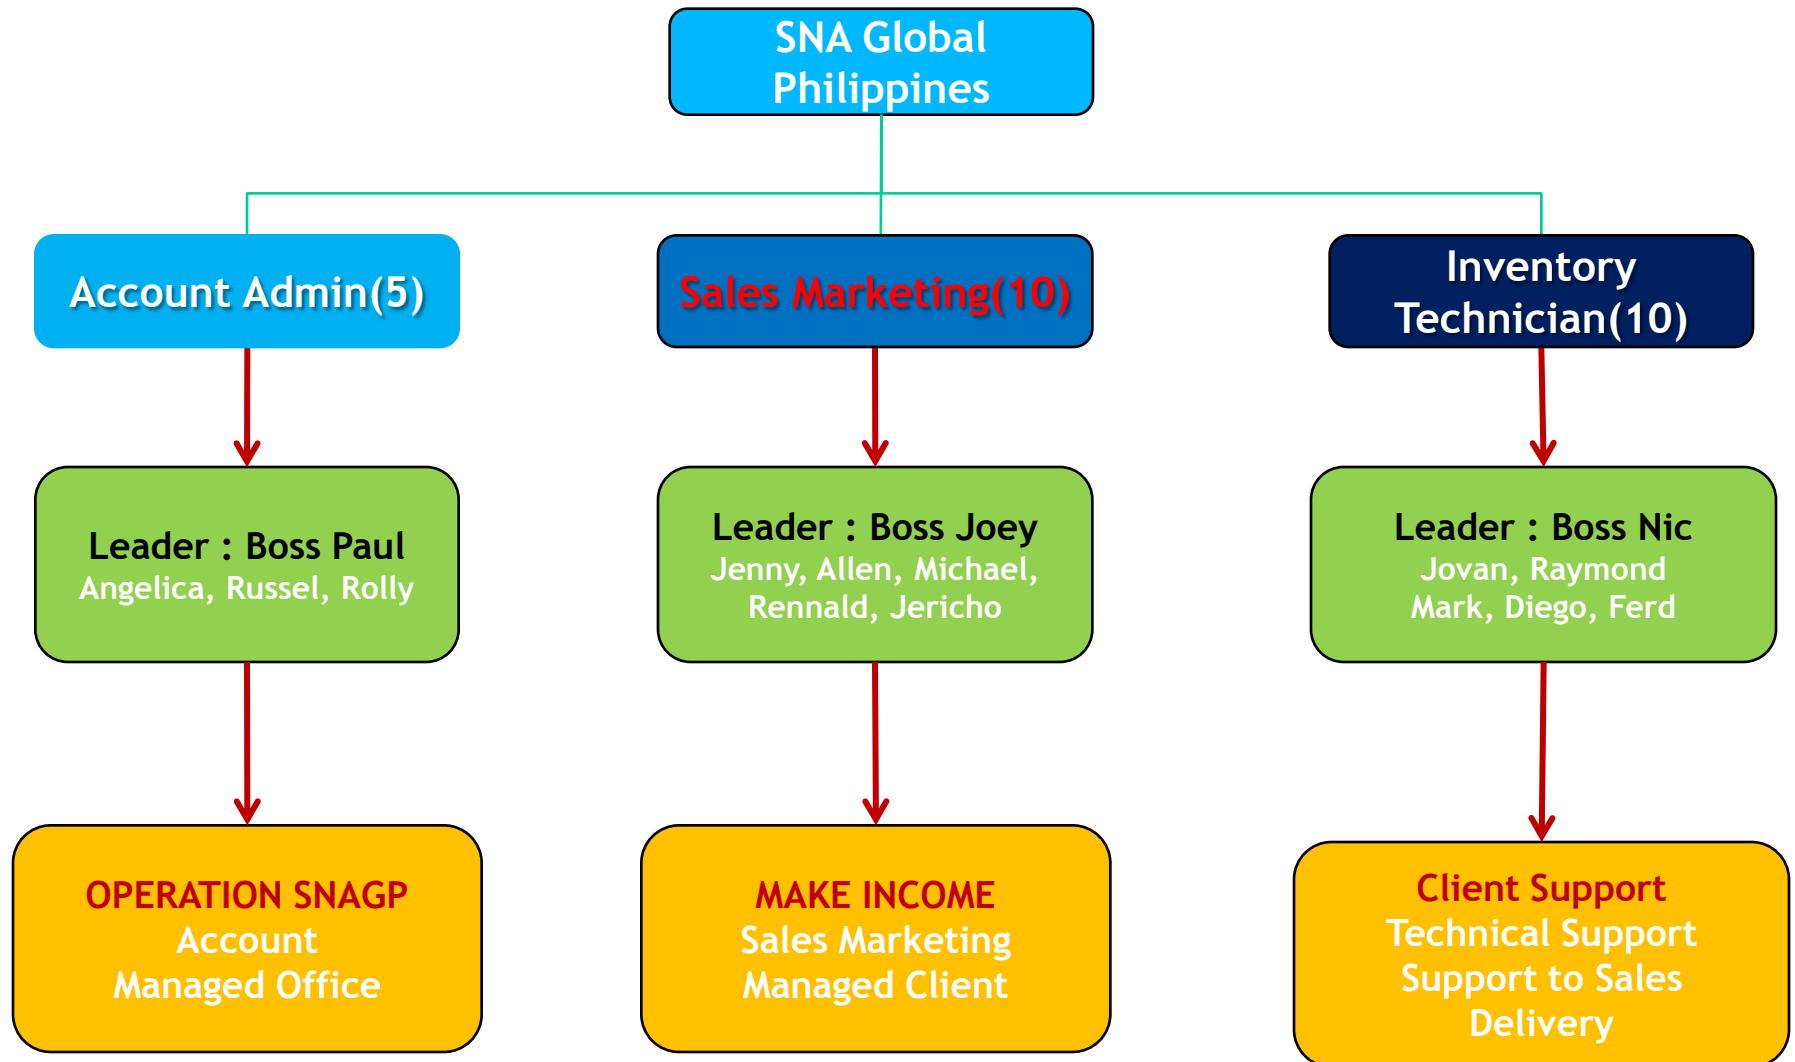 SNA Global
Philippines
Account Admin(5)
Sales Marketing(10)
Inventory
Technician(10)
Leader : Boss Paul
Angelica, Russel, Rolly
Leader : Boss Joey
Jenny, Allen, Michael,
Rennald, Jericho
Leader : Boss Nic
Jovan, Raymond
Mark, Diego, Ferd
OPERATION SNAGP
Account
Managed Office
MAKE INCOME
Sales Marketing
Managed Client
Client Support
Technical Support
Support to Sales
Delivery